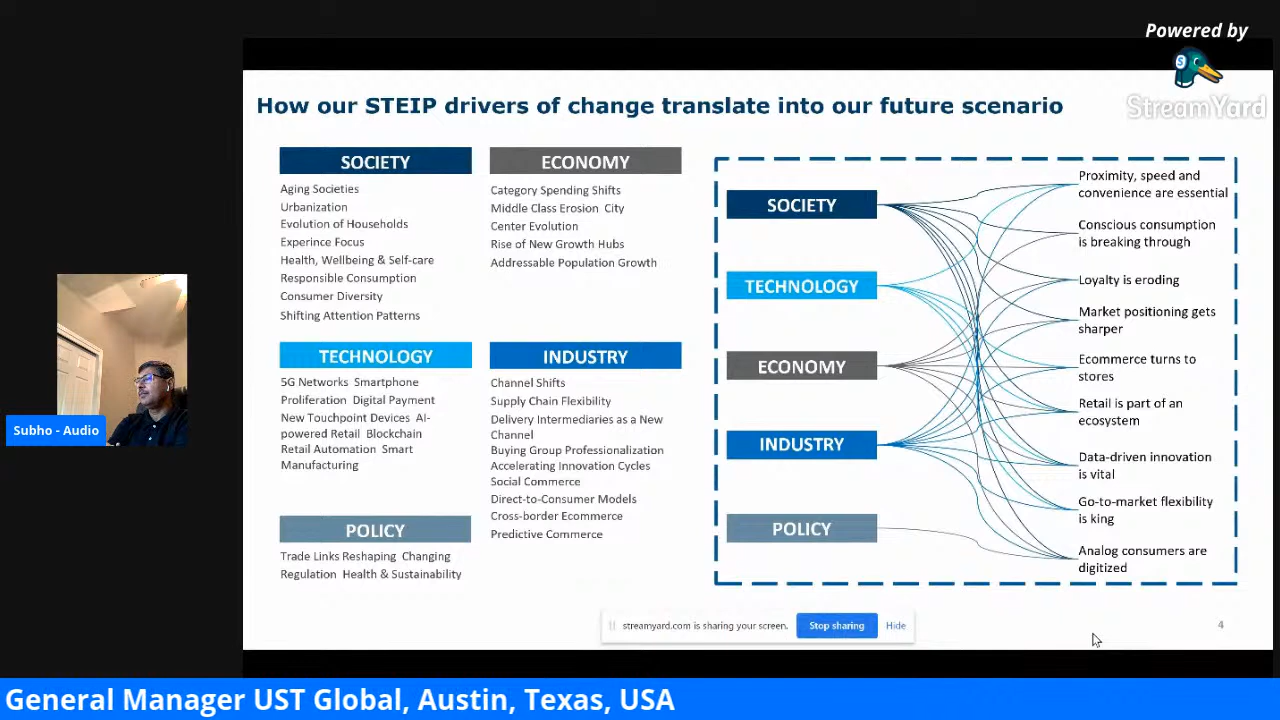 Powered by
StreamYard
How our STEIP drivers of change translate into our future scenario
SOCIETY
Aging Societies
Urbanization
Evolution of Households
Experince Focus
Health, Wellbeing & Self-care
Responsible Consumption
Consumer Diversity
Shifting Attention Patterns
ECONOMY
Category Spending Shifts
Middle Class Erosion City
Center Evolution
Rise of New Growth Hubs
Addressable Population Growth
TECHNOLOGY
5G Networks Smartphone
Proliferation Digital Payment
New Touchpoint Devices AI-
powered Retail Blockchain
Retail Automation Smart
Manufacturing
INDUSTRY
Channel Shifts
Supply Chain Flexibility
Delivery Intermediaries as a New
Channel
Buying Group Professionalization
Accelerating Innovation Cycles
Social Commerce
Direct-to-Consumer Models
Cross-border Ecommerce
Predictive Commerce
POLICY
Trade Links Reshaping Changing
Regulation Health & Sustainability
SOCIETY
TECHNOLOGY
ECONOMY
INDUSTRY
POLICY
Proximity, speed and
convenience are essential
Conscious consumption
is breaking through
Loyalty is eroding
Market positioning gets
sharper
Ecommerce turns to
stores
Retail is part of an
ecosystem
Data-driven innovation
is vital
Go-to-market flexibility
is king
Analog consumers are
digitized
Subho - Audio
streamyard.com is sharing your screen.
Stop sharing
Hide
4
General Manager UST Global, Austin, Texas, USA